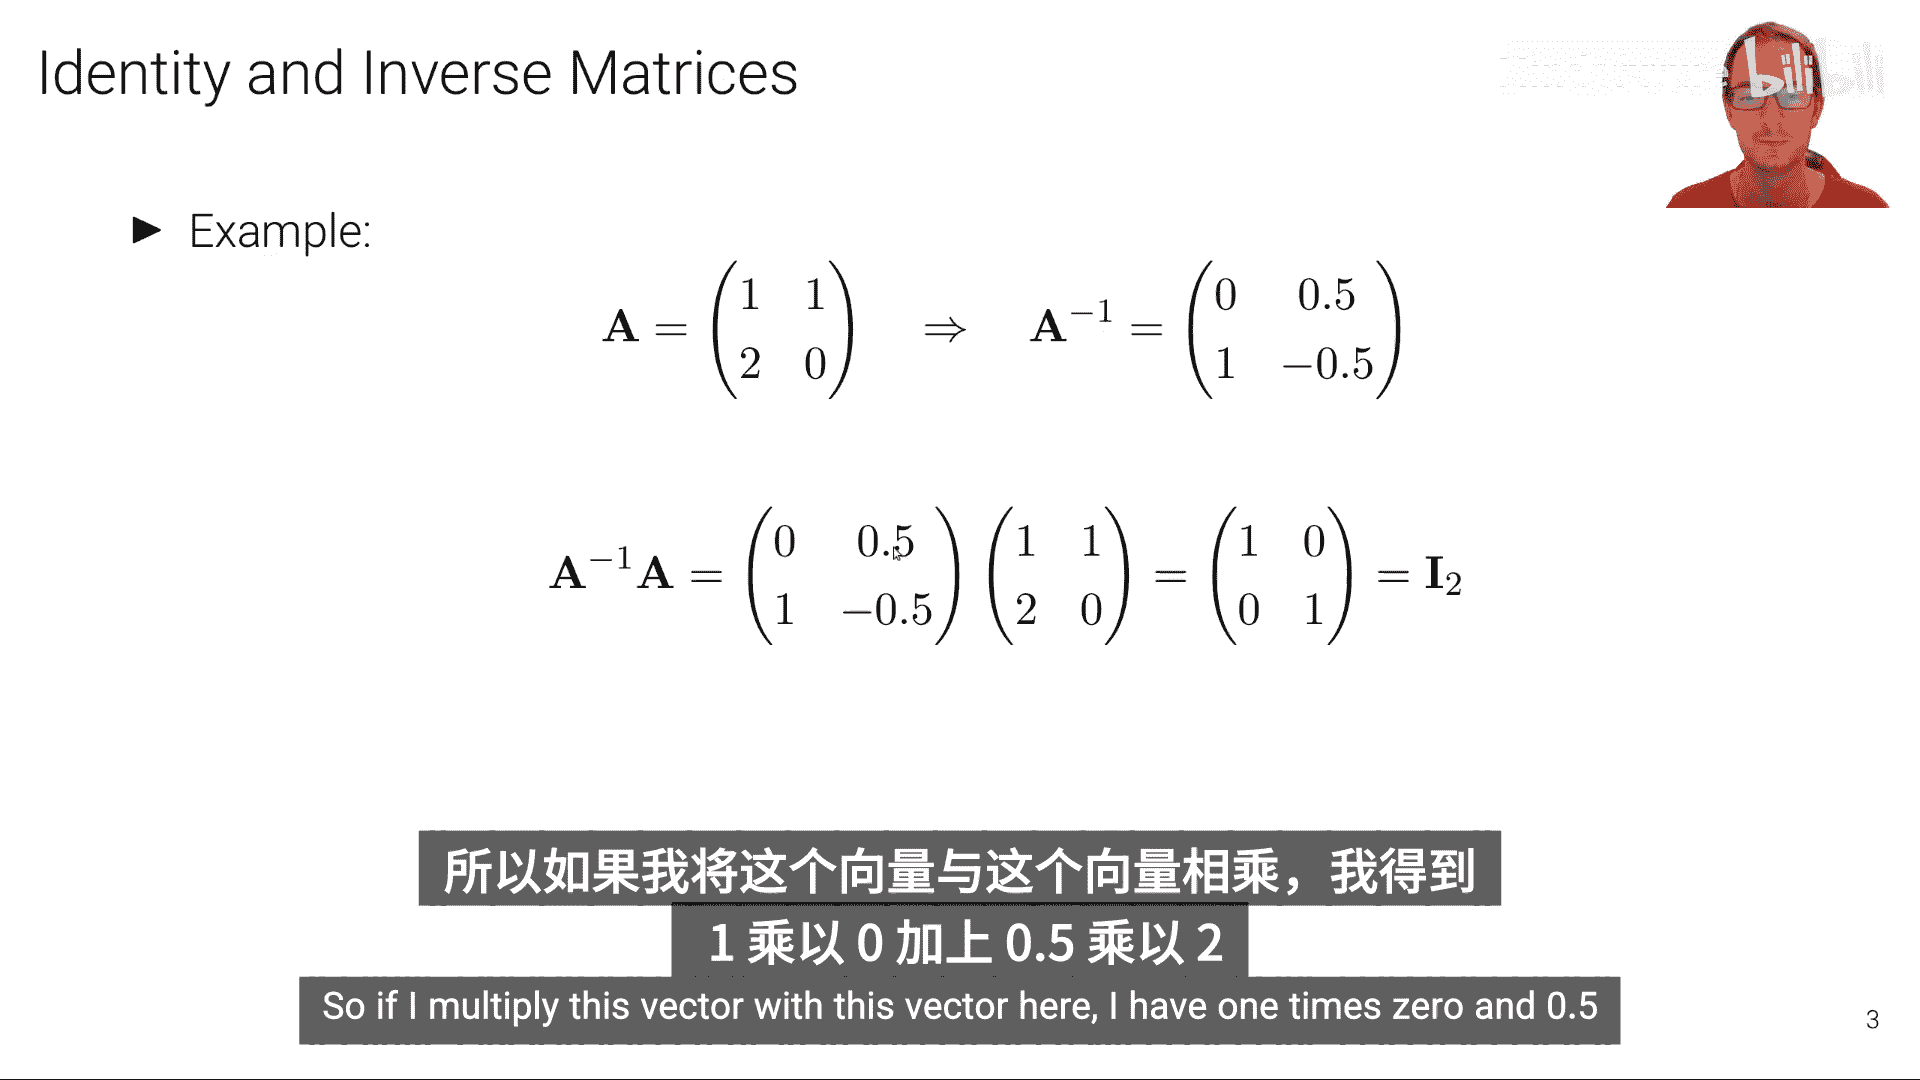 Identity and Inverse Matrices
bilibili
► Example:
A = (1 1; 2 0) ⇒ A⁻¹ = (0 0.5; 1 −0.5)
A⁻¹A = (0 0.5; 1 −0.5) (1 1; 2 0) = (1 0; 0 1) = I₂
所以如果我将这个向量与这个向量相乘，我得到
1 乘以 0 加上 0.5 乘以 2
So if I multiply this vector with this vector here, I have one times zero and 0.5
3